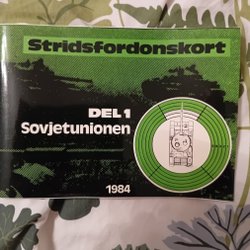 Stridsfordonskort
DEL 1
Sovjetunionen
1984